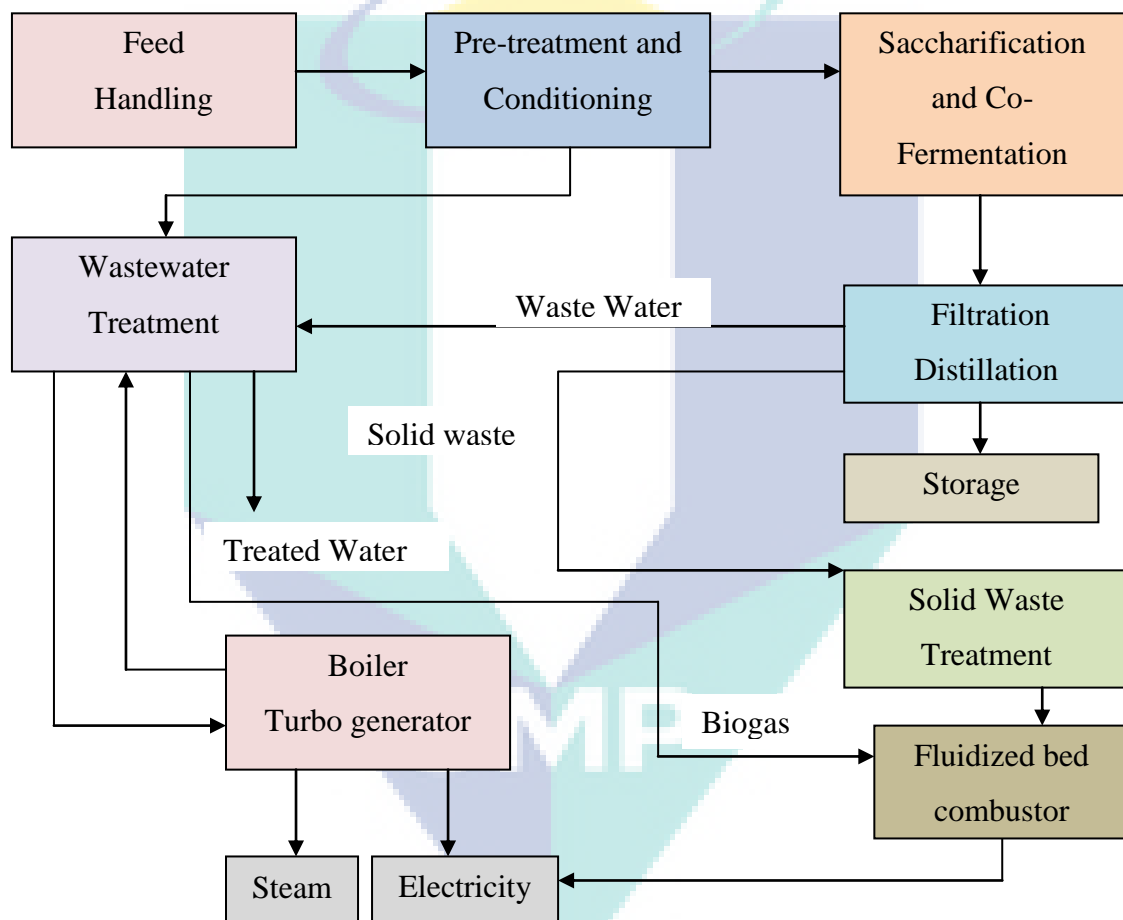 Feed
Handling
Pre-treatment and
Conditioning
Saccharification
and Co-
Fermentation
Wastewater
Treatment
Waste Water
Filtration
Distillation
Solid waste
Storage
Treated Water
Solid Waste
Treatment
Boiler
Turbo generator
Biogas
Fluidized bed
combustor
Steam
Electricity
UMP